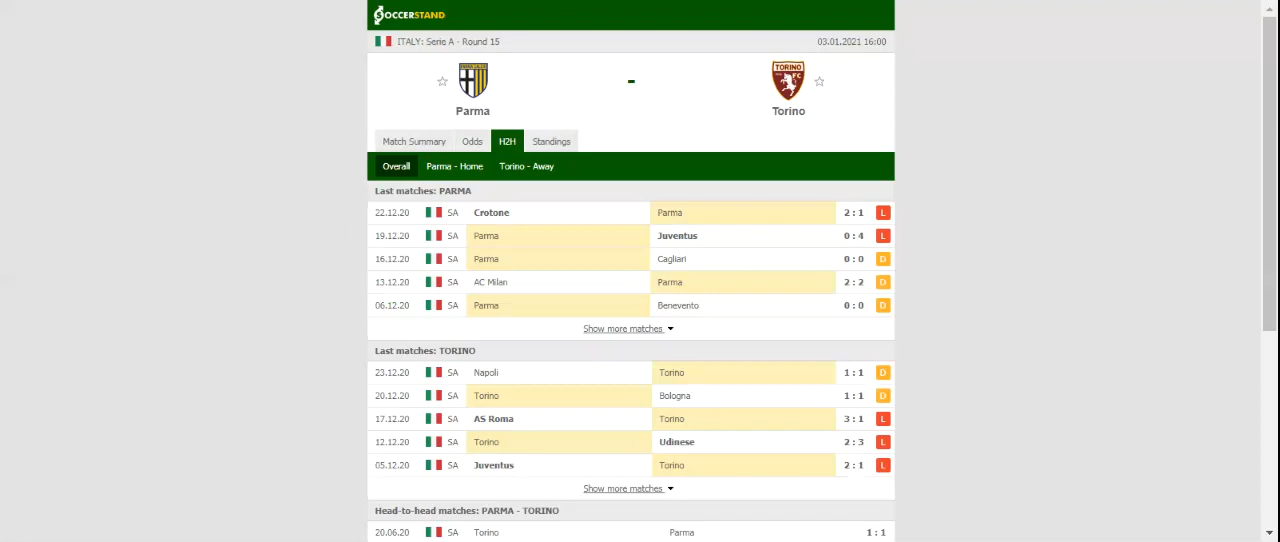 SOCCERSTAND
ITALY: Serie A - Round 15 03.01.2021 16:00
-
TORINO FC
Parma Torino
Match Summary Odds H2H Standings
Overall Parma - Home Torino - Away
Last matches: PARMA
22.12.20 SA Crotone Parma 2 : 1 L
19.12.20 SA Parma Juventus 0 : 4 L
16.12.20 SA Parma Cagliari 0 : 0 D
13.12.20 SA AC Milan Parma 2 : 2 D
06.12.20 SA Parma Benevento 0 : 0 D
Show more matches
Last matches: TORINO
23.12.20 SA Napoli Torino 1 : 1 D
20.12.20 SA Torino Bologna 1 : 1 D
17.12.20 SA AS Roma Torino 3 : 1 L
12.12.20 SA Torino Udinese 2 : 3 L
05.12.20 SA Juventus Torino 2 : 1 L
Show more matches
Head-to-head matches: PARMA - TORINO
20.06.20 SA Torino Parma 1 : 1